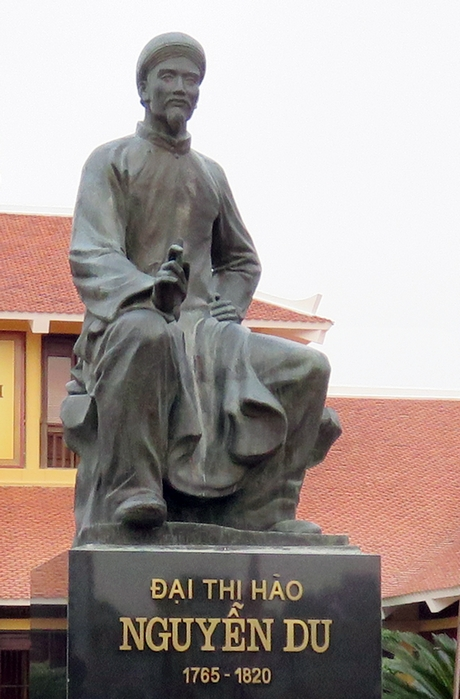 ĐẠI THI HÀO
NGUYỄN DU
1765 - 1820